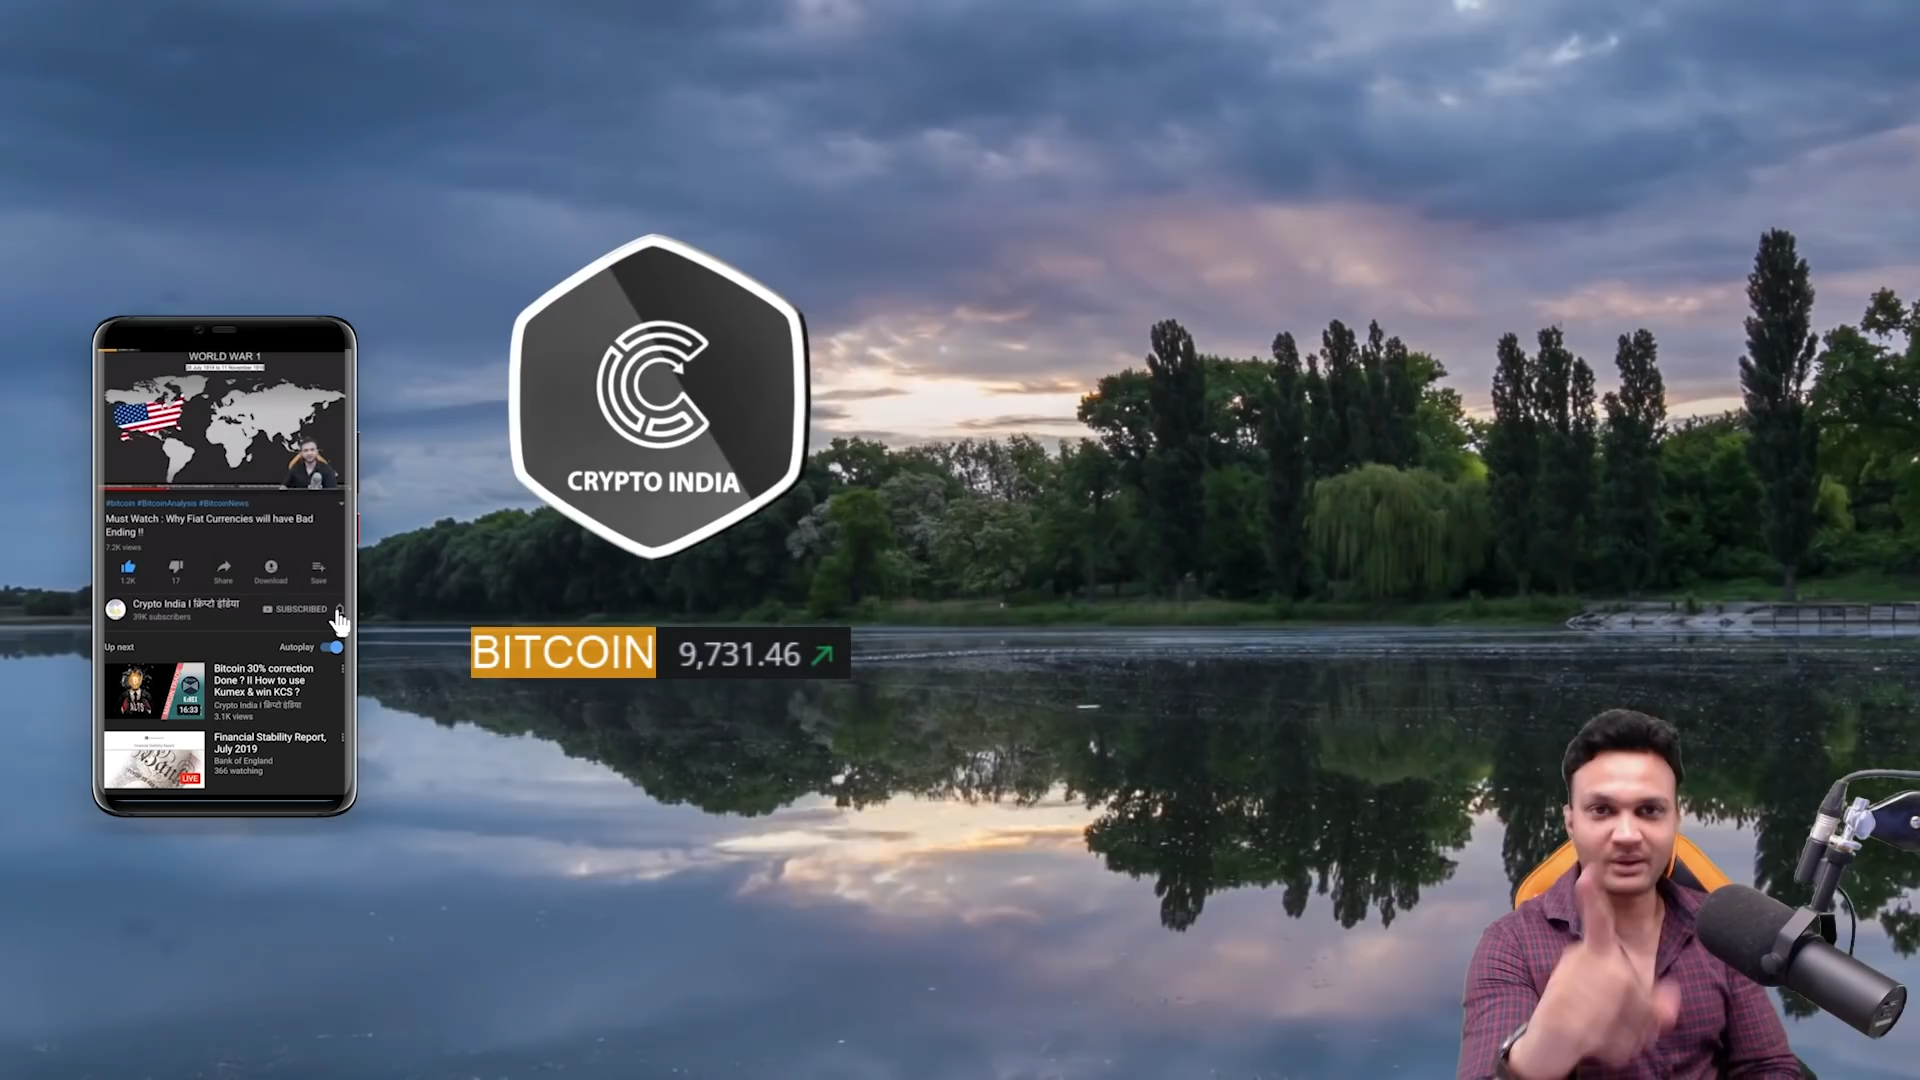 WORLD WAR 1
#bitcoin #BitcoinAnalysis #BitcoinNews
Must Watch : Why Fiat Currencies will have Bad
Ending !!
7.2K views
1.2K
17
Share
Download
Save
Crypto India l क्रिप्टो इंडिया
39K subscribers
SUBSCRIBED
Up next
Autoplay
Bitcoin 30% correction
Done ? ll How to use
Kumex & win KCS ?
Crypto India l क्रिप्टो इंडिया
3.1K views
ALTS
16:33
Financial Stability Report,
July 2019
Bank of England
366 watching
LIVE
CRYPTO INDIA
BITCOIN 9,731.46